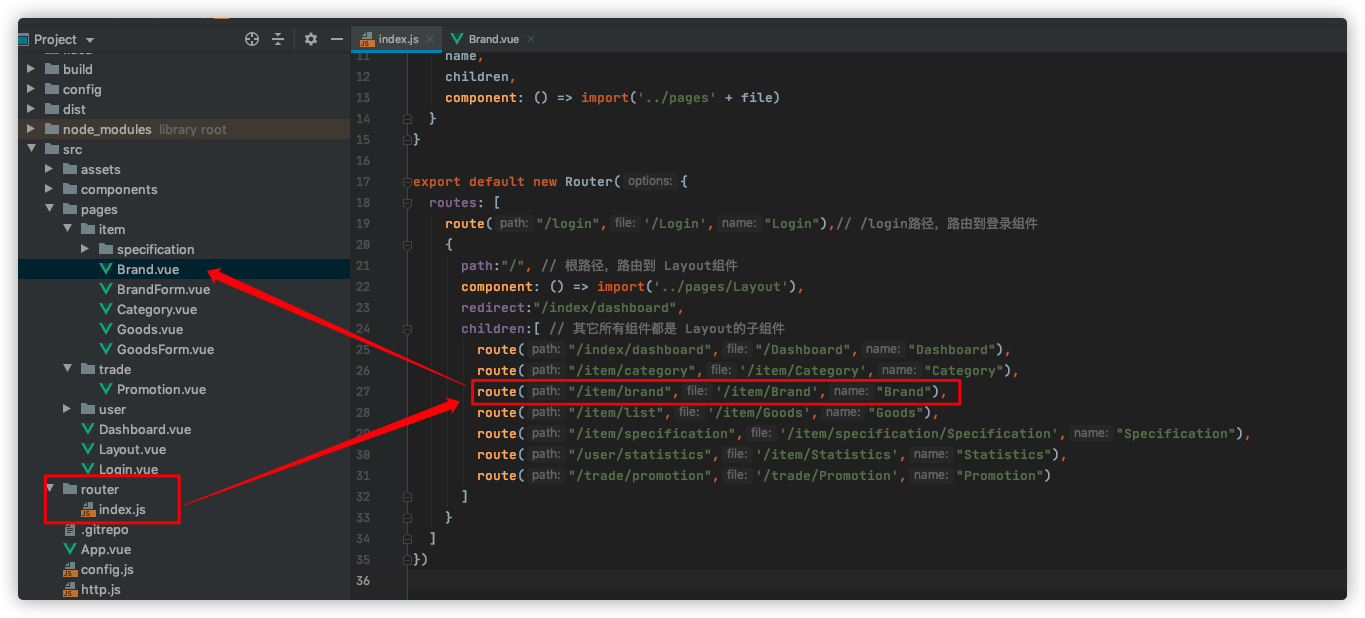 Project
build
config
dist
node_modules library root
src
assets
components
pages
item
specification
Brand.vue
BrandForm.vue
Category.vue
Goods.vue
GoodsForm.vue
trade
Promotion.vue
user
Dashboard.vue
Layout.vue
Login.vue
router
index.js
.gitrepo
App.vue
config.js
http.js
index.js
Brand.vue
11 name,
12 children,
13 component: () => import('../pages' + file)
14 }
15 }
16
17 export default new Router( options: {
18 routes: [
19 route( path: "/login", file: '/Login', name: "Login"),// /login路径，路由到登录组件
20 {
21 path:"/", // 根路径，路由到 Layout组件
22 component: () => import('../pages/Layout'),
23 redirect:"/index/dashboard",
24 children:[ // 其它所有组件都是 Layout的子组件
25 route( path: "/index/dashboard", file: "/Dashboard", name: "Dashboard"),
26 route( path: "/item/category", file: '/item/Category', name: "Category"),
27 route( path: "/item/brand", file: '/item/Brand', name: "Brand"),
28 route( path: "/item/list", file: '/item/Goods', name: "Goods"),
29 route( path: "/item/specification", file: '/item/specification/Specification', name: "Specification"),
30 route( path: "/user/statistics", file: '/item/Statistics', name: "Statistics"),
31 route( path: "/trade/promotion", file: '/trade/Promotion', name: "Promotion")
32 ]
33 }
34 ]
35 })
36